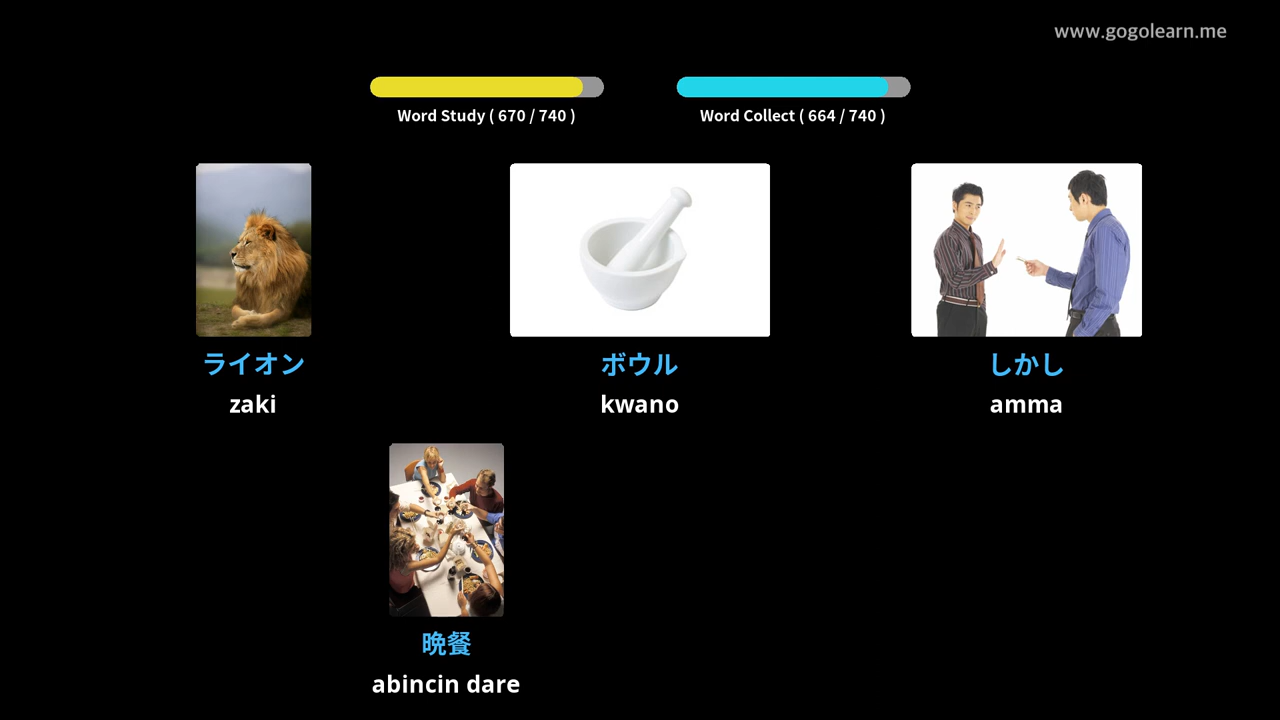 www.gogolearn.me
Word Study ( 670 / 740 )
Word Collect ( 664 / 740 )
ライオン
zaki
ボウル
kwano
しかし
amma
晩餐
abincin dare